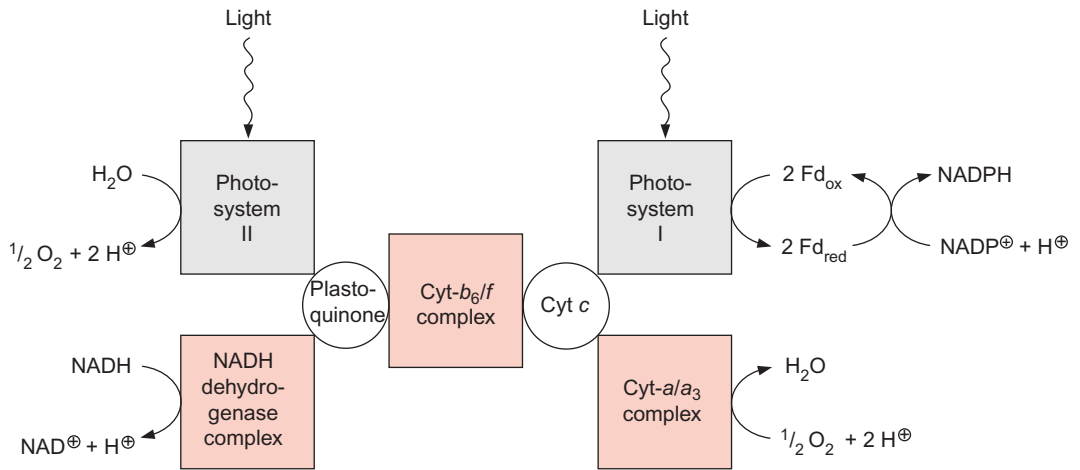 Light
Light
H₂O
½ O₂ + 2 H⊕
Photo-
system
II
Photo-
system
I
2 Fdox
2 Fdred
NADPH
NADP⊕ + H⊕
Plasto-
quinone
Cyt-b₆/f
complex
Cyt c
NADH
NAD⊕ + H⊕
NADH
dehydro-
genase
complex
Cyt-a/a₃
complex
H₂O
½ O₂ + 2 H⊕